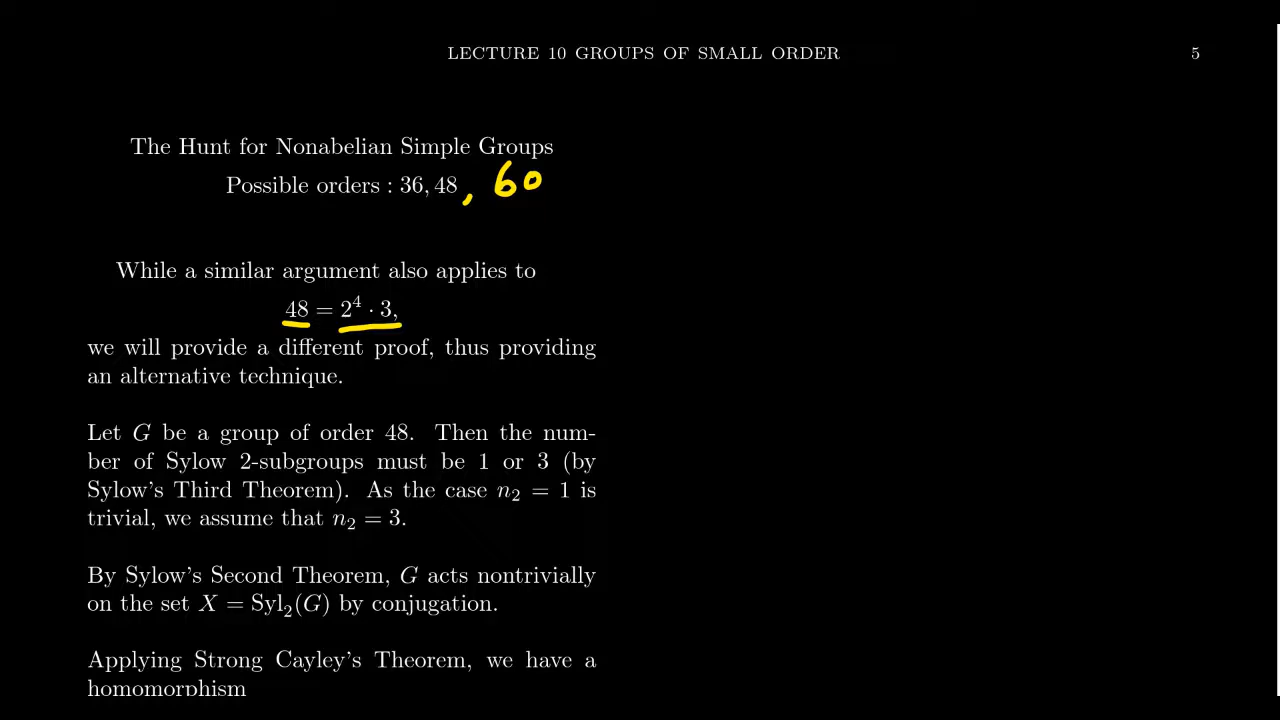 LECTURE 10 GROUPS OF SMALL ORDER 5
The Hunt for Nonabelian Simple Groups
Possible orders : 36, 48 , 60
While a similar argument also applies to
48 = 2⁴ · 3,
we will provide a different proof, thus providing
an alternative technique.
Let G be a group of order 48. Then the num-
ber of Sylow 2-subgroups must be 1 or 3 (by
Sylow's Third Theorem). As the case n₂ = 1 is
trivial, we assume that n₂ = 3.
By Sylow's Second Theorem, G acts nontrivially
on the set X = Syl₂(G) by conjugation.
Applying Strong Cayley's Theorem, we have a
homomorphism